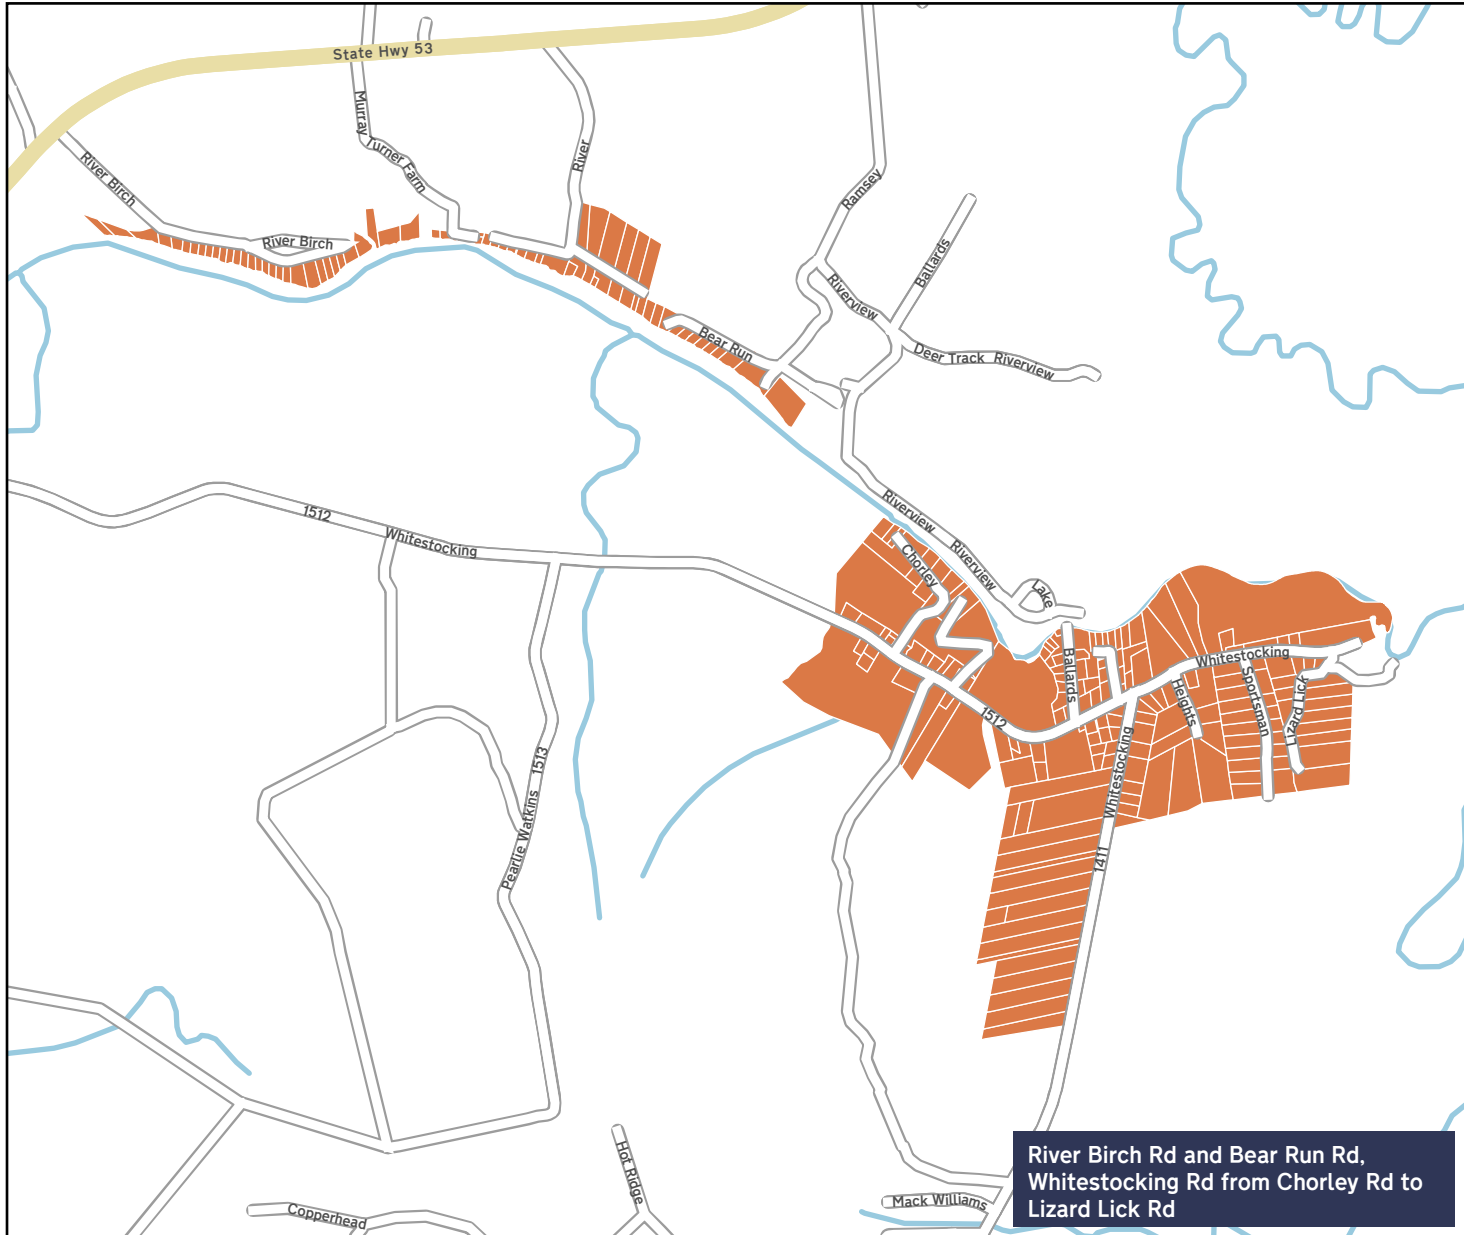 State Hwy 53
Murray
Turner Farm
River
River Birch
River Birch
Ramsey
Ballards
Riverview
Deer Track Riverview
Bear Run
1512
Whitestocking
Riverview
Riverview
Chorley
Lake
Ballards
Whitestocking
Heights
Sportsman
Lizard Lick
1512
Whitestocking
1411
1513
Pearlie Watkins
Hot Ridge
Copperhead
Mack Williams
River Birch Rd and Bear Run Rd,
Whitestocking Rd from Chorley Rd to
Lizard Lick Rd